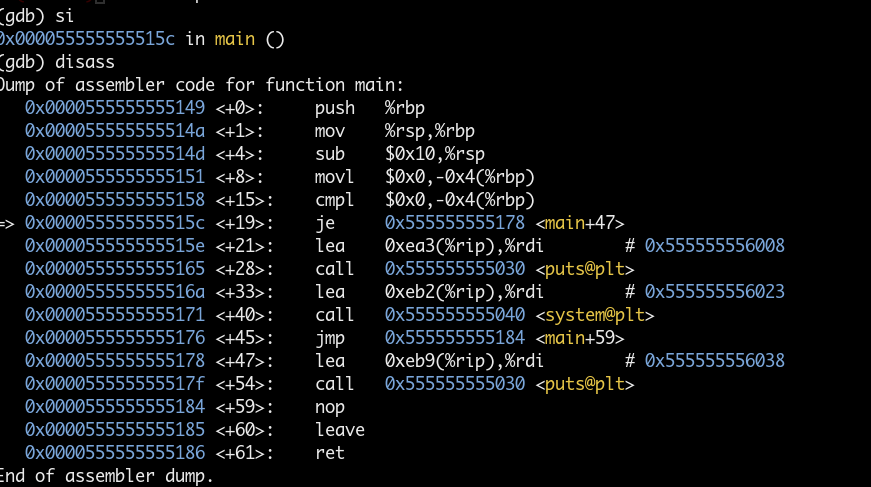 (gdb) si
0x000055555555515c in main ()
(gdb) disass
Dump of assembler code for function main:
0x0000555555555149 <+0>: push %rbp
0x000055555555514a <+1>: mov %rsp,%rbp
0x000055555555514d <+4>: sub $0x10,%rsp
0x0000555555555151 <+8>: movl $0x0,-0x4(%rbp)
0x0000555555555158 <+15>: cmpl $0x0,-0x4(%rbp)
=> 0x000055555555515c <+19>: je 0x555555555178 <main+47>
0x000055555555515e <+21>: lea 0xea3(%rip),%rdi # 0x555555556008
0x0000555555555165 <+28>: call 0x555555555030 <puts@plt>
0x000055555555516a <+33>: lea 0xeb2(%rip),%rdi # 0x555555556023
0x0000555555555171 <+40>: call 0x555555555040 <system@plt>
0x0000555555555176 <+45>: jmp 0x555555555184 <main+59>
0x0000555555555178 <+47>: lea 0xeb9(%rip),%rdi # 0x555555556038
0x000055555555517f <+54>: call 0x555555555030 <puts@plt>
0x0000555555555184 <+59>: nop
0x0000555555555185 <+60>: leave
0x0000555555555186 <+61>: ret
End of assembler dump.